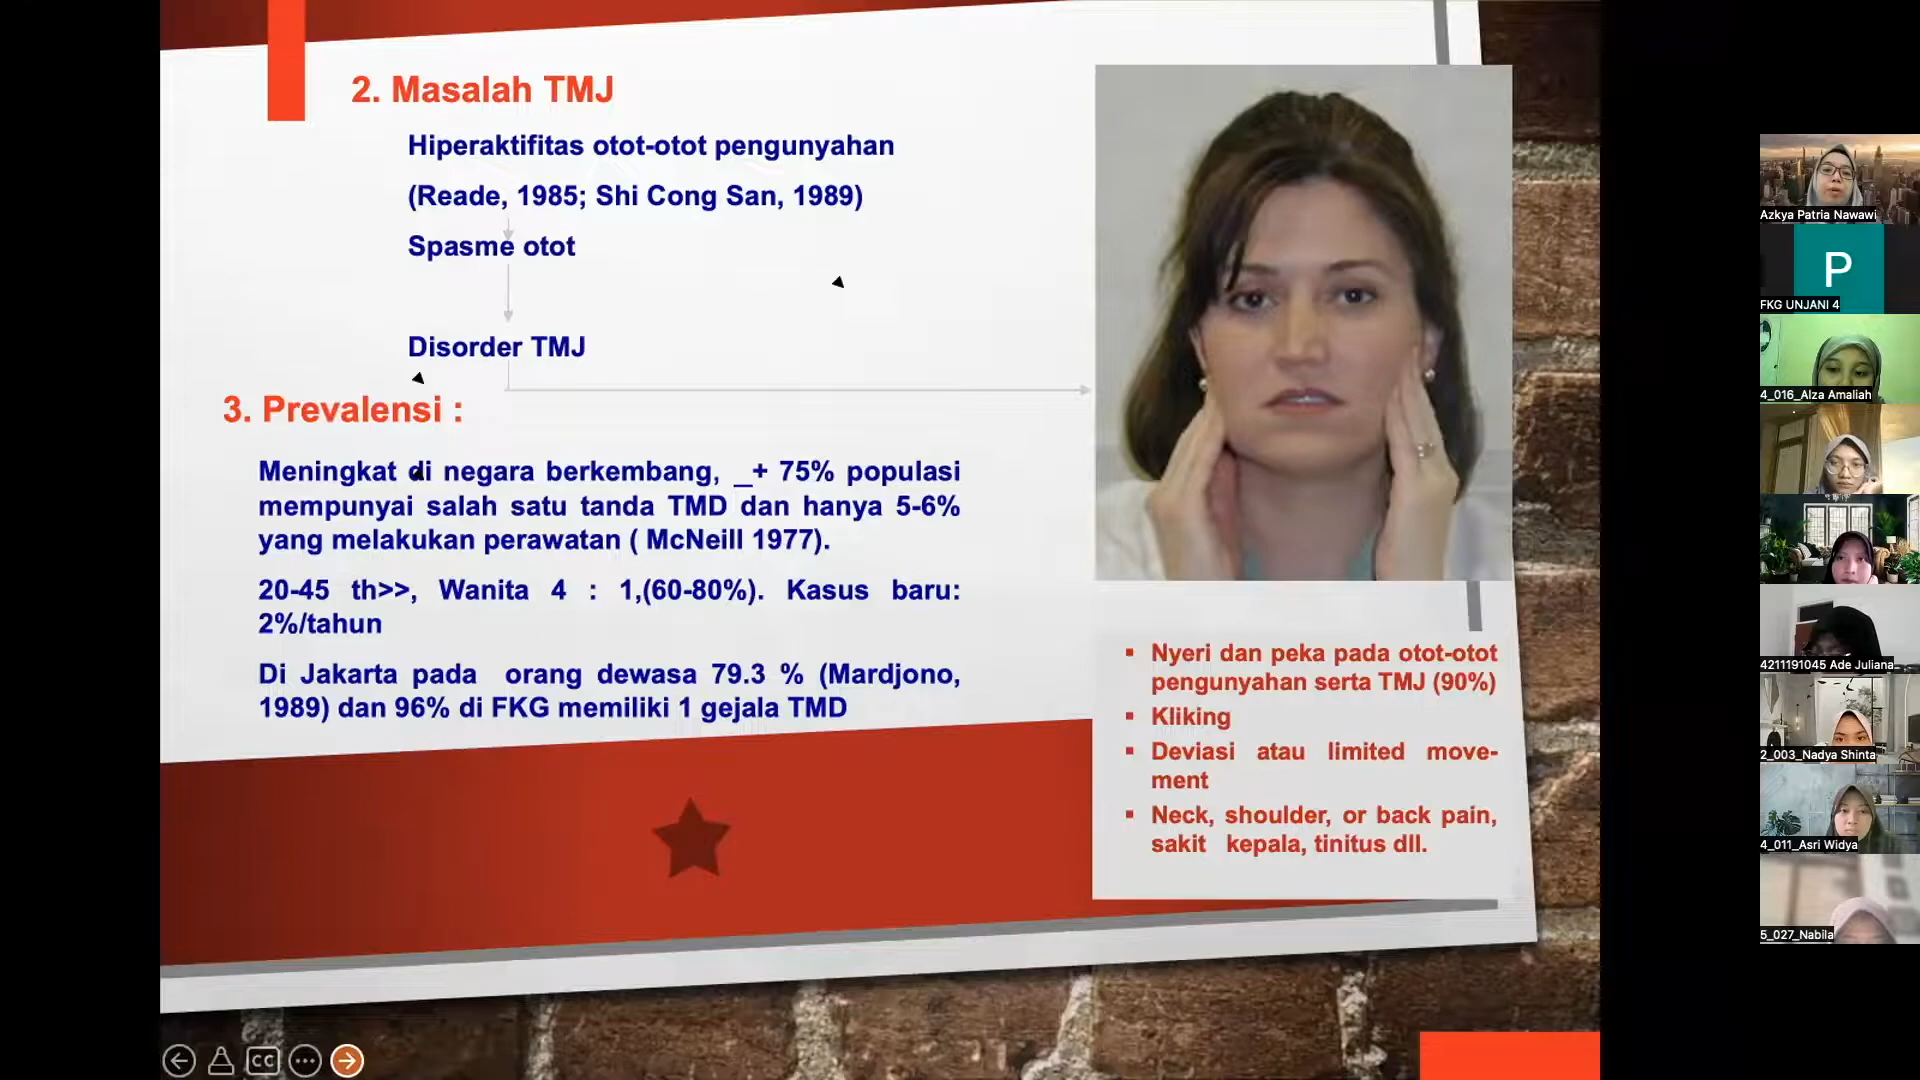 2. Masalah TMJ
Hiperaktifitas otot-otot pengunyahan
(Reade, 1985; Shi Cong San, 1989)
Spasme otot
Disorder TMJ
3. Prevalensi :
Meningkat di negara berkembang, _+ 75% populasi
mempunyai salah satu tanda TMD dan hanya 5-6%
yang melakukan perawatan ( McNeill 1977).
20-45 th>>, Wanita 4 : 1,(60-80%). Kasus baru:
2%/tahun
Di Jakarta pada orang dewasa 79.3 % (Mardjono,
1989) dan 96% di FKG memiliki 1 gejala TMD
▪ Nyeri dan peka pada otot-otot
pengunyahan serta TMJ (90%)
▪ Kliking
▪ Deviasi atau limited move-
ment
▪ Neck, shoulder, or back pain,
sakit kepala, tinitus dll.
CC
Azkya Patria Nawawi
P
FKG UNJANI 4
4_016_Alza Amaliah
4211191045 Ade Juliana...
2_003_Nadya Shinta
4_011_Asri Widya
5_027_Nabila